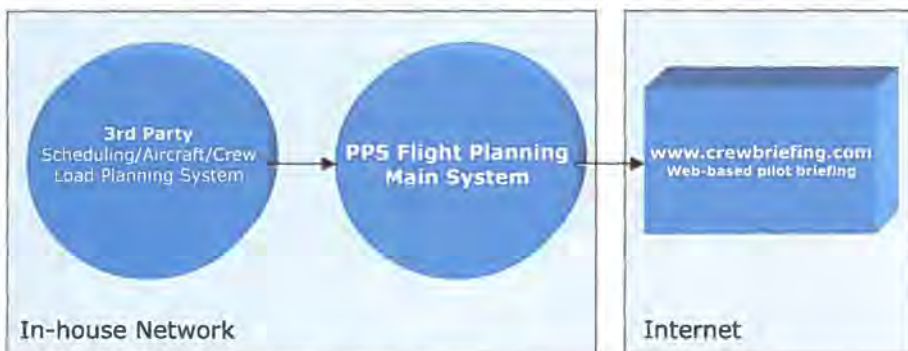 3rd Party
Scheduling/Aircraft/Crew
Load Planning System
PPS Flight Planning
Main System
www.crewbriefing.com
Web-based pilot briefing
In-house Network
Internet